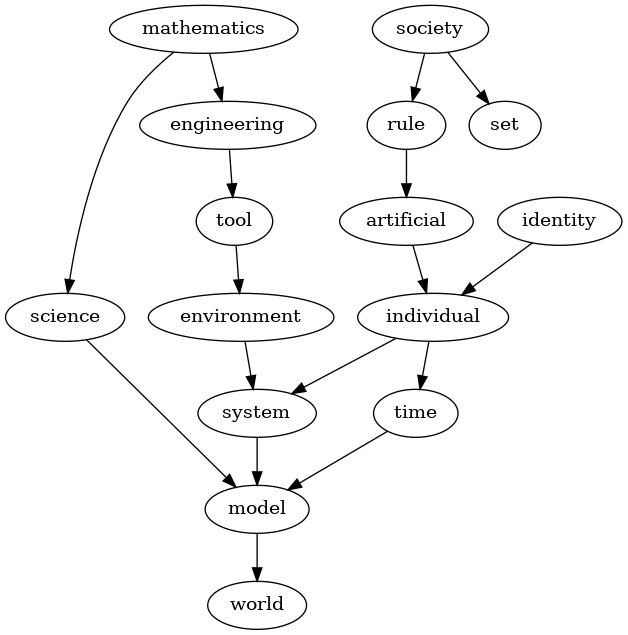 mathematics
society
engineering
rule
set
tool
artificial
identity
science
environment
individual
system
time
model
world